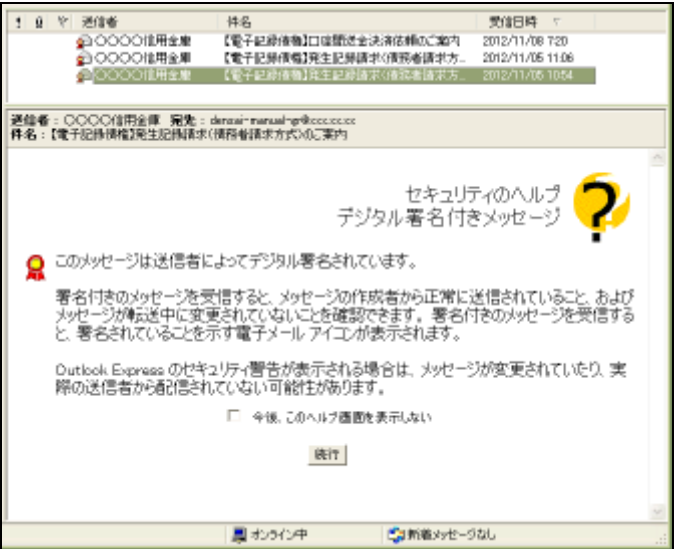 ! 送信者 件名 受信日時
〇〇〇〇信用金庫 【電子記録債権】口座間送金決済依頼のご案内 2012/11/08 7:20
〇〇〇〇信用金庫 【電子記録債権】発生記録請求(債務者請求方... 2012/11/05 11:06
〇〇〇〇信用金庫 【電子記録債権】発生記録請求(債務者請求方... 2012/11/05 10:54
送信者: 〇〇〇〇信用金庫 宛先: densai-manual-gr@ccc.cc.cc
件名: 【電子記録債権】発生記録請求(債務者請求方式)のご案内
セキュリティのヘルプ
デジタル署名付きメッセージ
このメッセージは送信者によってデジタル署名されています。
署名付きのメッセージを受信すると、メッセージの作成者から正常に送信されていること、および
メッセージが転送中に変更されていないことを確認できます。署名付きのメッセージを受信する
と、署名されていることを示す電子メール アイコンが表示されます。
Outlook Express のセキュリティ警告が表示される場合は、メッセージが変更されていたり、実
際の送信者から配信されていない可能性があります。
今後、このヘルプ画面を表示しない
続行
オンライン中 新着メッセージなし